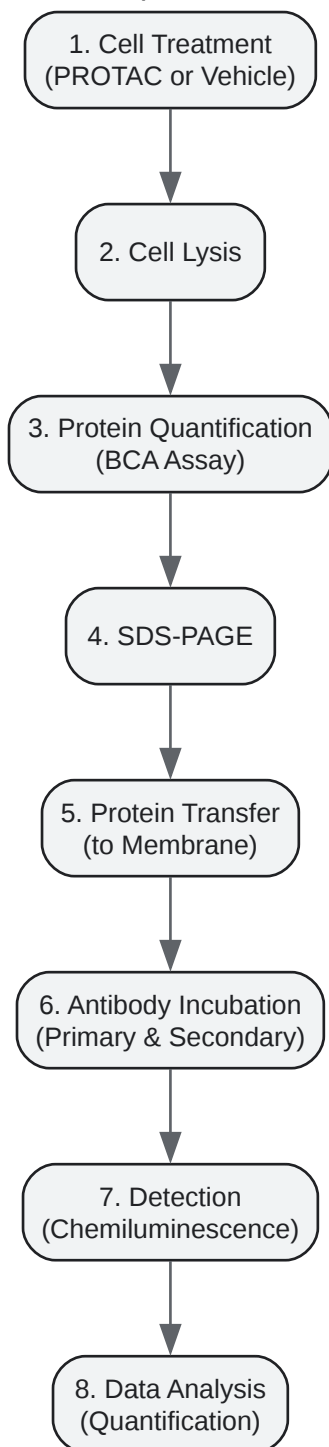 1. Cell Treatment
(PROTAC or Vehicle)
2. Cell Lysis
3. Protein Quantification
(BCA Assay)
4. SDS-PAGE
5. Protein Transfer
(to Membrane)
6. Antibody Incubation
(Primary & Secondary)
7. Detection
(Chemiluminescence)
8. Data Analysis
(Quantification)